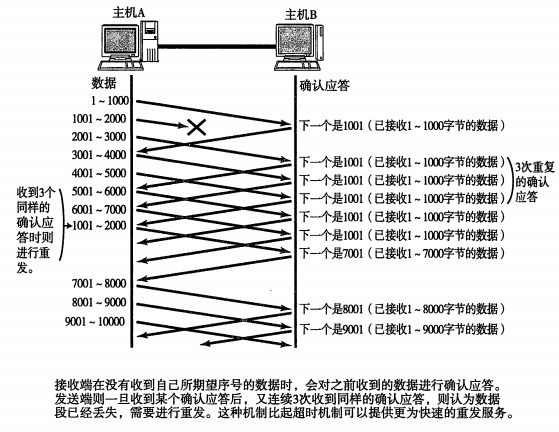 主机A
主机B
数据
确认应答
1～1000
1001～2000
2001～3000
3001～4000
4001～5000
5001～6000
6001～7000
1001～2000
7001～8000
8001～9000
9001～10000
收到3个
同样的
确认应
答时则
进行重
发。
下一个是1001（已接收1～1000字节的数据）
下一个是1001（已接收1～1000字节的数据）
下一个是1001（已接收1～1000字节的数据）
下一个是1001（已接收1～1000字节的数据）
下一个是1001（已接收1～1000字节的数据）
下一个是1001（已接收1～1000字节的数据）
下一个是7001（已接收1～7000字节的数据）
下一个是8001（已接收1～8000字节的数据）
下一个是9001（已接收1～9000字节的数据）
3次重复
的确认
应答
接收端在没有收到自己所期望序号的数据时，会对之前收到的数据进行确认应答。
发送端则一旦收到某个确认应答后，又连续3次收到同样的确认应答，则认为数据
段已经丢失，需要进行重发。这种机制比起超时机制可以提供更为快速的重发服务。